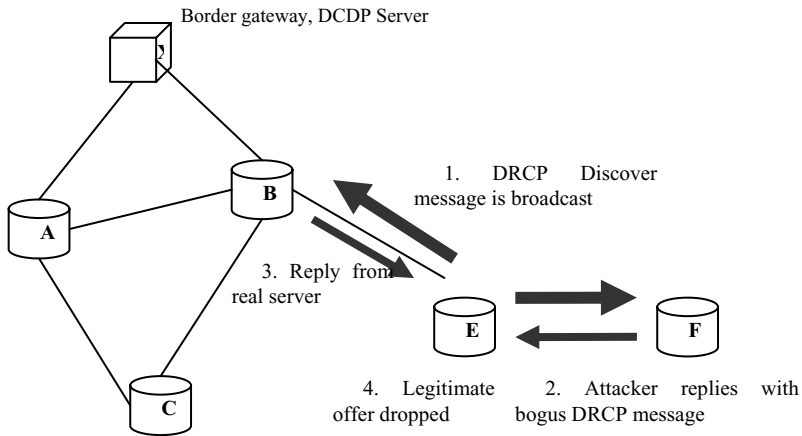 Border gateway, DCDP Server
1. DRCP Discover
message is broadcast
B
A
3. Reply from
real server
E
F
4. Legitimate
offer dropped
2. Attacker replies with
bogus DRCP message
C